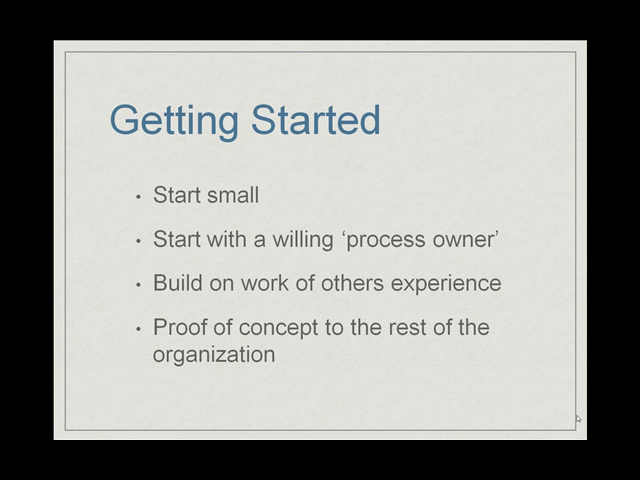 Getting Started
• Start small
• Start with a willing ‘process owner’
• Build on work of others experience
• Proof of concept to the rest of the
organization